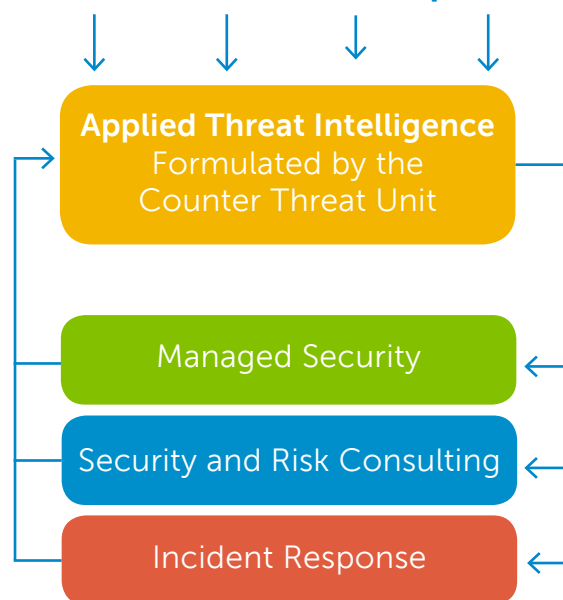 Applied Threat Intelligence
Formulated by the
Counter Threat Unit
Managed Security
Security and Risk Consulting
Incident Response